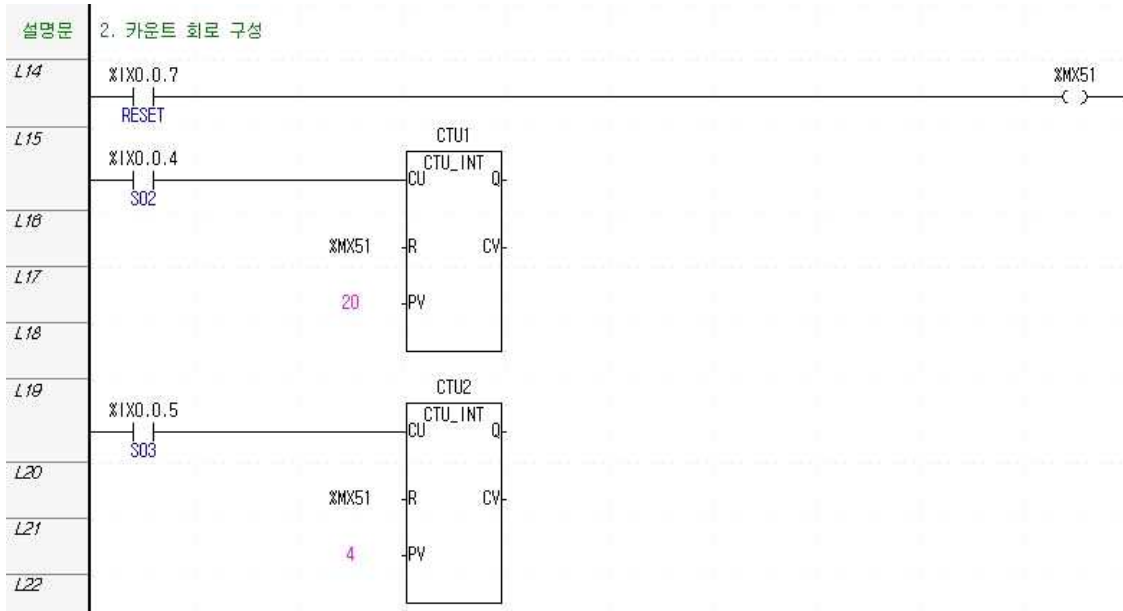 설명문 2. 카운트 회로 구성
L14 %IX0.0.7 %MX51
RESET
L15 CTU1
%IX0.0.4 CTU_INT
CU Q
S02
L16
%MX51 R CV
L17
20 PV
L18
L19 CTU2
%IX0.0.5 CTU_INT
CU Q
S03
L20
%MX51 R CV
L21
4 PV
L22